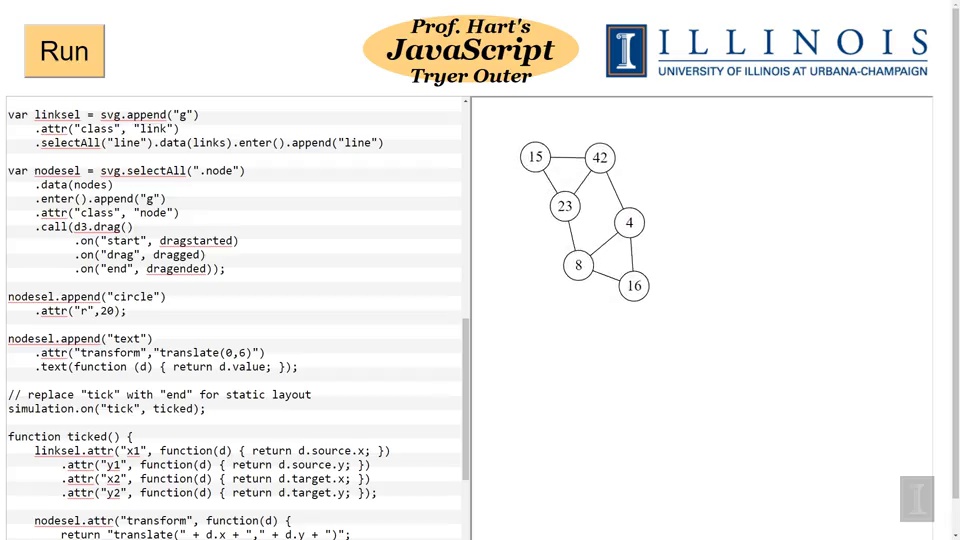 Run
Prof. Hart's
JavaScript
Tryer Outer
I ILLINOIS
UNIVERSITY OF ILLINOIS AT URBANA-CHAMPAIGN
var linksel = svg.append("g")
.attr("class", "link")
.selectAll("line").data(links).enter().append("line")
var nodesel = svg.selectAll(".node")
.data(nodes)
.enter().append("g")
.attr("class", "node")
.call(d3.drag()
.on("start", dragstarted)
.on("drag", dragged)
.on("end", dragended));
nodesel.append("circle")
.attr("r",20);
nodesel.append("text")
.attr("transform","translate(0,6)")
.text(function (d) { return d.value; });
// replace "tick" with "end" for static layout
simulation.on("tick", ticked);
function ticked() {
linksel.attr("x1", function(d) { return d.source.x; })
.attr("y1", function(d) { return d.source.y; })
.attr("x2", function(d) { return d.target.x; })
.attr("y2", function(d) { return d.target.y; });
nodesel.attr("transform", function(d) {
return "translate(" + d.x + "," + d.y + ")";
15
42
23
4
8
16
I